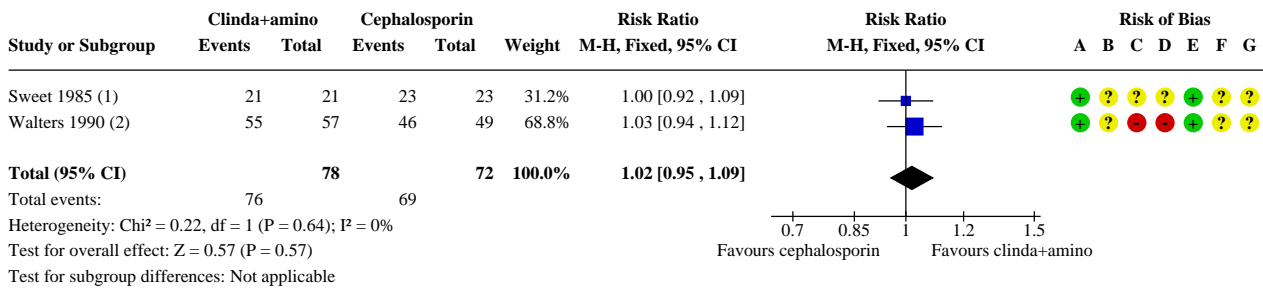 Clinda+amino Cephalosporin Risk Ratio Risk Ratio Risk of Bias
Study or Subgroup Events Total Events Total Weight M-H, Fixed, 95% CI M-H, Fixed, 95% CI A B C D E F G
Sweet 1985 (1) 21 21 23 23 31.2% 1.00 [0.92 , 1.09] + ? ? ? + ? ?
Walters 1990 (2) 55 57 46 49 68.8% 1.03 [0.94 , 1.12] + ? - - + ? ?
Total (95% CI) 78 72 100.0% 1.02 [0.95 , 1.09]
Total events: 76 69
Heterogeneity: Chi² = 0.22, df = 1 (P = 0.64); I² = 0%
0.7 0.85 1 1.2 1.5
Test for overall effect: Z = 0.57 (P = 0.57) Favours cephalosporin Favours clinda+amino
Test for subgroup differences: Not applicable